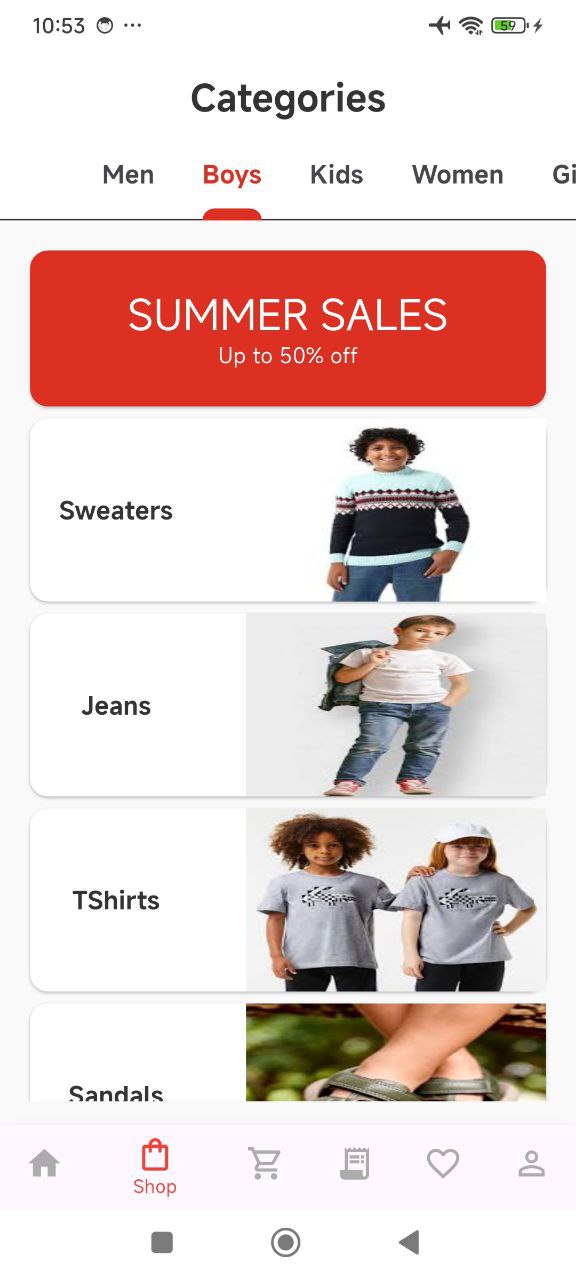 10:53 ··· 59
Categories
Men Boys Kids Women Gi
SUMMER SALES
Up to 50% off
Sweaters
Jeans
TShirts
Sandals
Shop